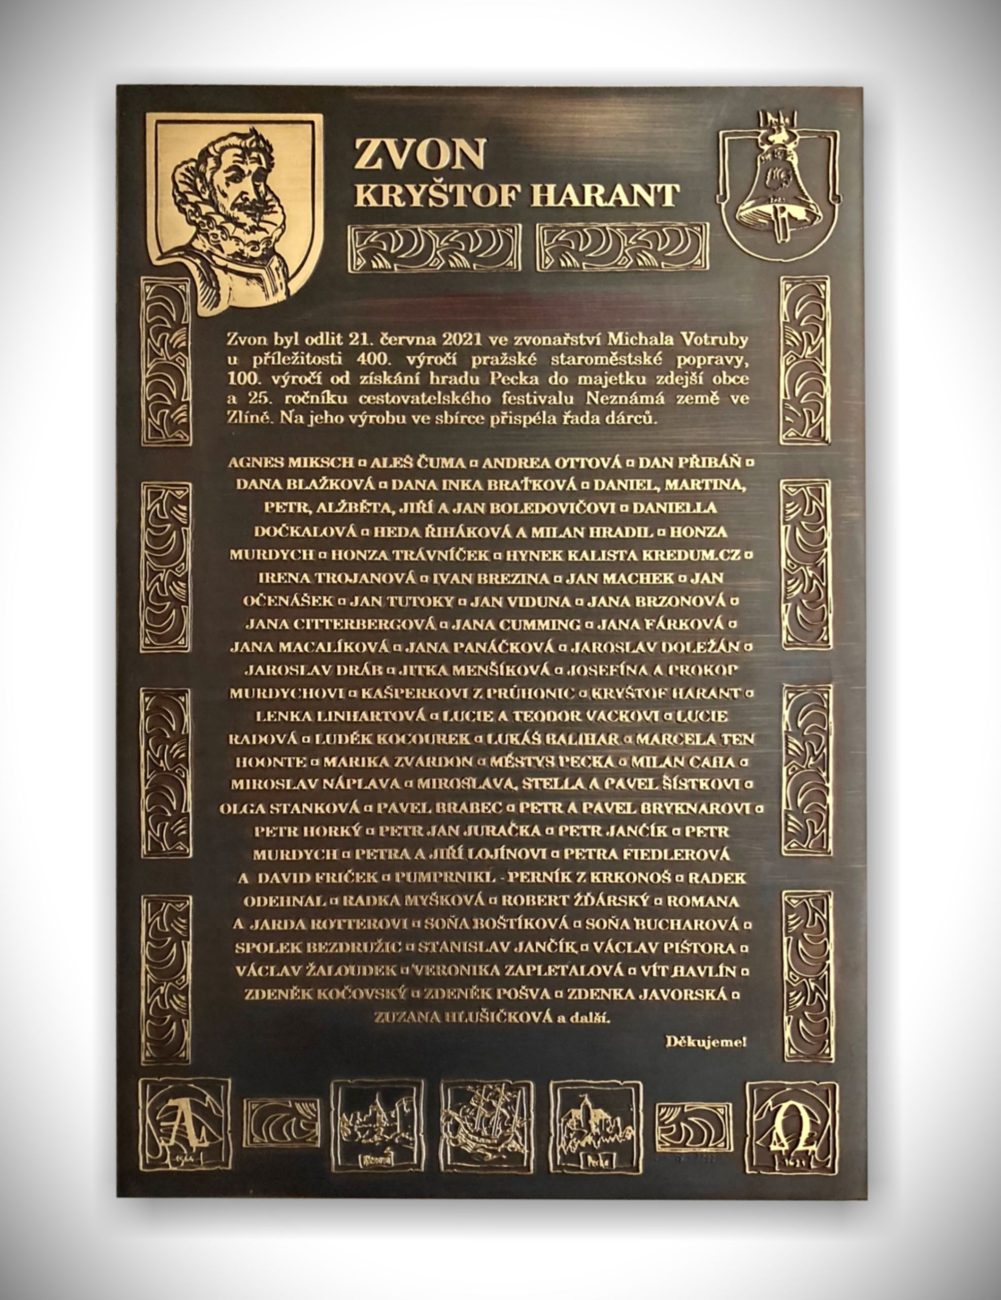 ZVON
KRYŠTOF HARANT
Zvon byl odlit 21. června 2021 ve zvonařství Michala Votruby
u příležitosti 400. výročí pražské staroměstské popravy,
100. výročí od získání hradu Pecka do majetku zdejší obce
a 25. ročníku cestovatelského festivalu Neznámá země ve
Zlíně. Na jeho výrobu ve sbírce přispéla řada dárců.
AGNES MIKSCH ▫ ALEŠ ČUMA ▫ ANDREA OTTOVÁ ▫ DAN PŘIBÁŇ ▫
DANA BLAŽKOVÁ ▫ DANA INKA BRAŤKOVÁ ▫ DANIEL, MARTINA,
PETR, ALŽBĚTA, JIŘÍ A JAN BOLEDOVIČOVI ▫ DANIELLA
DOČKALOVÁ ▫ HEDA ŘIHÁKOVÁ A MILAN HRADIL ▫ HONZA
MURDYCH ▫ HONZA TRÁVNÍČEK ▫ HYNEK KALISTA KREDUM.CZ ▫
IRENA TROJANOVÁ ▫ IVAN BREZINA ▫ JAN MACHEK ▫ JAN
OČENÁŠEK ▫ JAN TUTOKY ▫ JAN VIDUNA ▫ JANA BRZONOVÁ ▫
JANA CITTERBERGOVÁ ▫ JANA CUMMING ▫ JANA FÁRKOVÁ ▫
JANA MACALÍKOVÁ ▫ JANA PANÁČKOVÁ ▫ JAROSLAV DOLEŽÁN ▫
JAROSLAV DRÁB ▫ JITKA MENŠÍKOVÁ ▫ JOSEFÍNA A PROKOP
MURDYCHOVI ▫ KAŠPERKOVI Z PRŮHONIC ▫ KRYŠTOF HARANT ▫
LENKA LINHARTOVÁ ▫ LUCIE A TEODOR VACKOVI ▫ LUCIE
RADOVÁ ▫ LUDĚK KOCOUREK ▫ LUKÁŠ BALIHAR ▫ MARCELA TEN
HOONTE ▫ MARIKA ZVARDON ▫ MĚSTYS PECKA ▫ MILAN CAHA ▫
MIROSLAV NÁPLAVA ▫ MIROSLAVA, STELLA A PAVEL ŠÍSTKOVI ▫
OLGA STANKOVÁ ▫ PAVEL BRABEC ▫ PETR A PAVEL BRYKNAROVI ▫
PETR HORKÝ ▫ PETR JAN JURAČKA ▫ PETR JANČÍK ▫ PETR
MURDYCH ▫ PETRA A JIŘÍ LOJÍNOVI ▫ PETRA FIEDLEROVÁ
A DAVID FRIČEK ▫ PUMPRNIKL - PERNÍK Z KRKONOŠ ▫ RADEK
ODEHNAL ▫ RADKA MYŠKOVÁ ▫ ROBERT ŽĎÁRSKÝ ▫ ROMANA
A JARDA ROTTEROVI ▫ SOŇA BOŠTÍKOVÁ ▫ SOŇA BUCHAROVÁ ▫
SPOLEK BEZDRUŽIC ▫ STANISLAV JANČÍK ▫ VÁCLAV PIŠTORA ▫
VÁCLAV ŽALOUDEK ▫ VERONIKA ZAPLETALOVÁ ▫ VÍT HAVLÍN ▫
ZDENĚK KOČOVSKÝ ▫ ZDENĚK POŠVA ▫ ZDENKA JAVORSKÁ ▫
ZUZANA HLUŠIČKOVÁ a další.
Děkujeme!
A
Pecka
Ω
1621